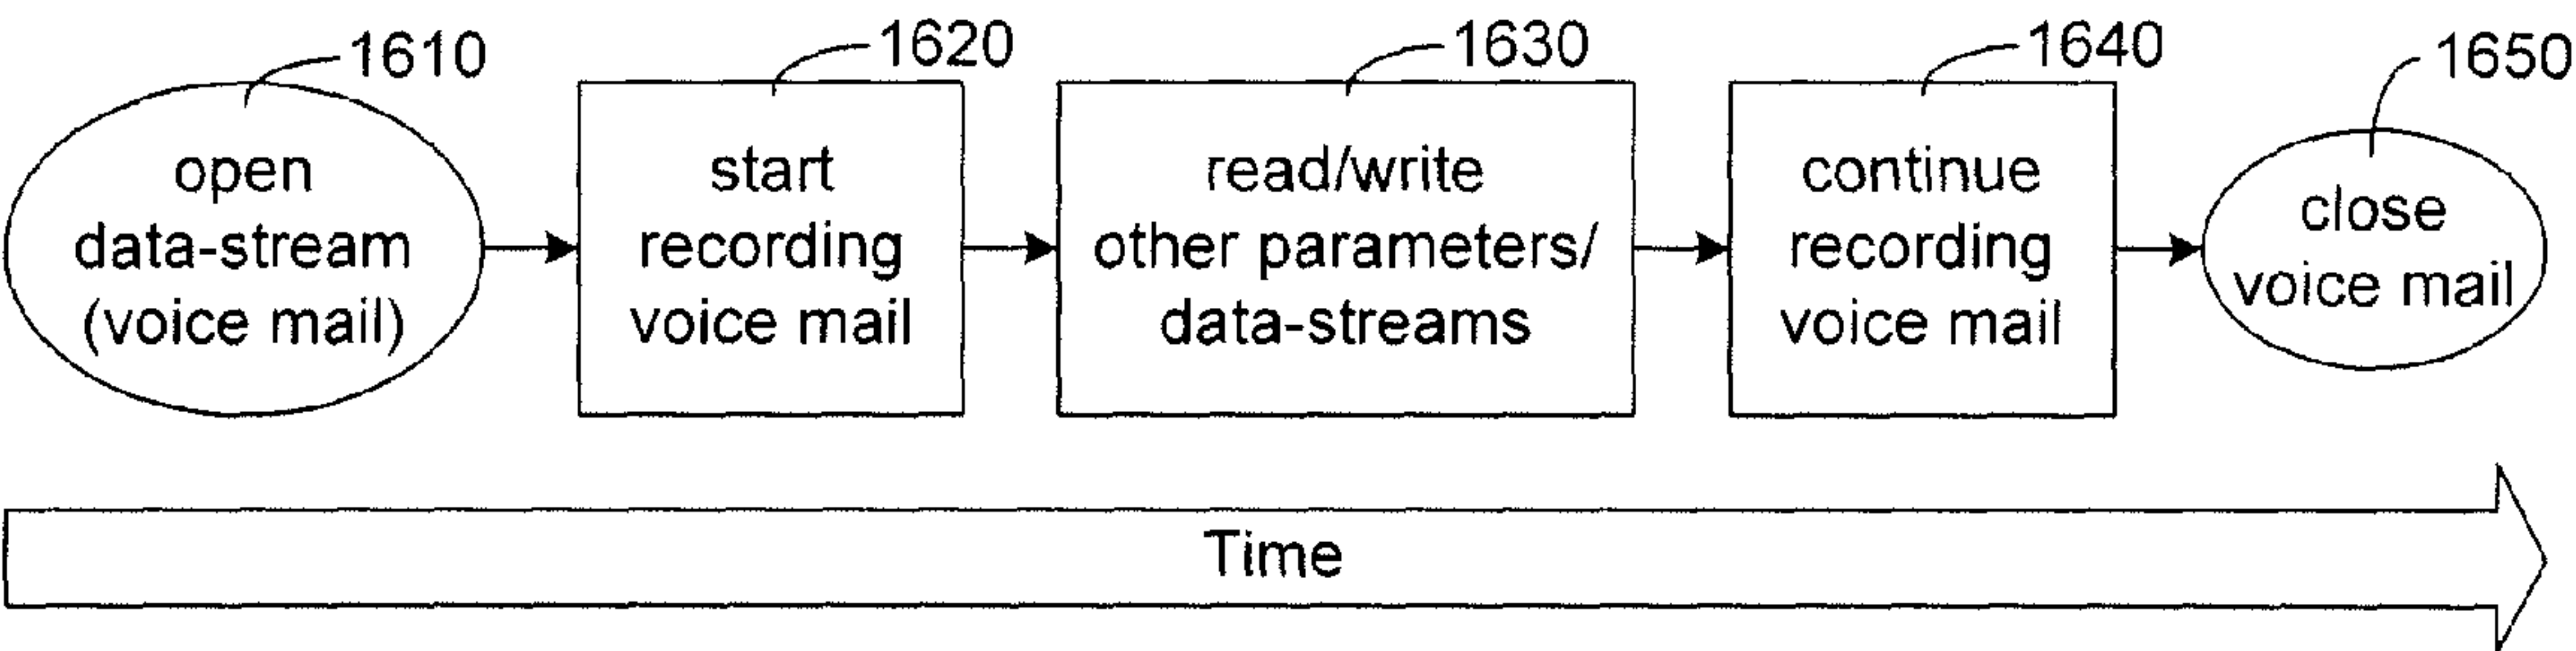 1610
open
data-stream
(voice mail)
1620
start
recording
voice mail
1630
read/write
other parameters/
data-streams
1640
continue
recording
voice mail
1650
close
voice mail
Time